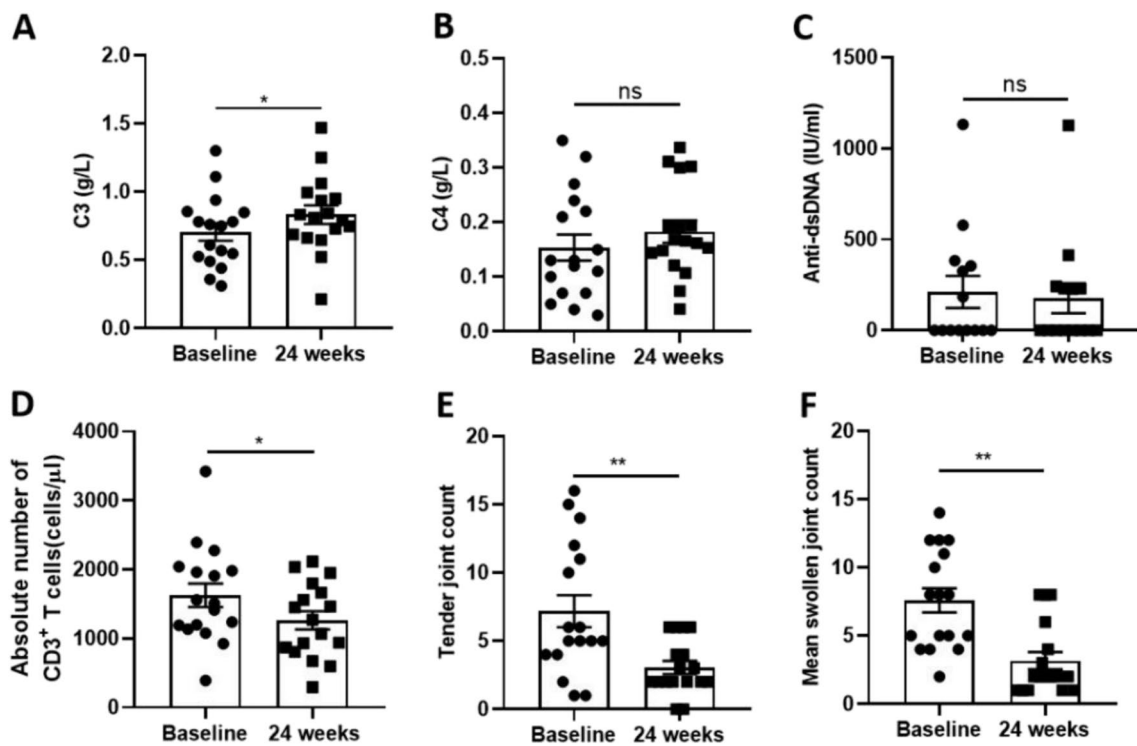 A
C3 (g/L)
2.0
1.5
1.0
0.5
0.0
*
Baseline 24 weeks
B
C4 (g/L)
0.5
0.4
0.3
0.2
0.1
0.0
ns
Baseline 24 weeks
C
Anti-dsDNA (IU/ml)
1500
1000
500
0
ns
Baseline 24 weeks
D
Absolute number of
CD3⁺ T cells(cells/μl)
4000
3000
2000
1000
0
*
Baseline 24 weeks
E
Tender joint count
20
15
10
5
0
**
Baseline 24 weeks
F
Mean swollen joint count
20
15
10
5
0
**
Baseline 24 weeks